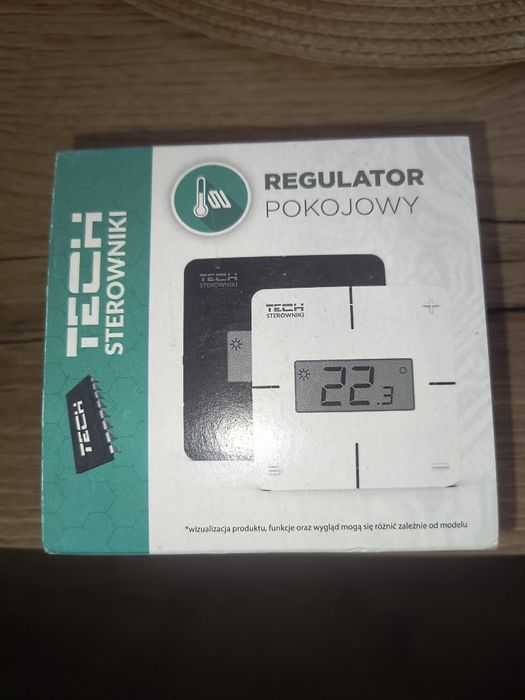 TECH
STEROWNIKI
TECH
REGULATOR
POKOJOWY
TECH
STEROWNIKI
TECH
STEROWNIKI
22.3
*wizualizacja produktu, funkcje oraz wygląd mogą się różnić zależnie od modelu